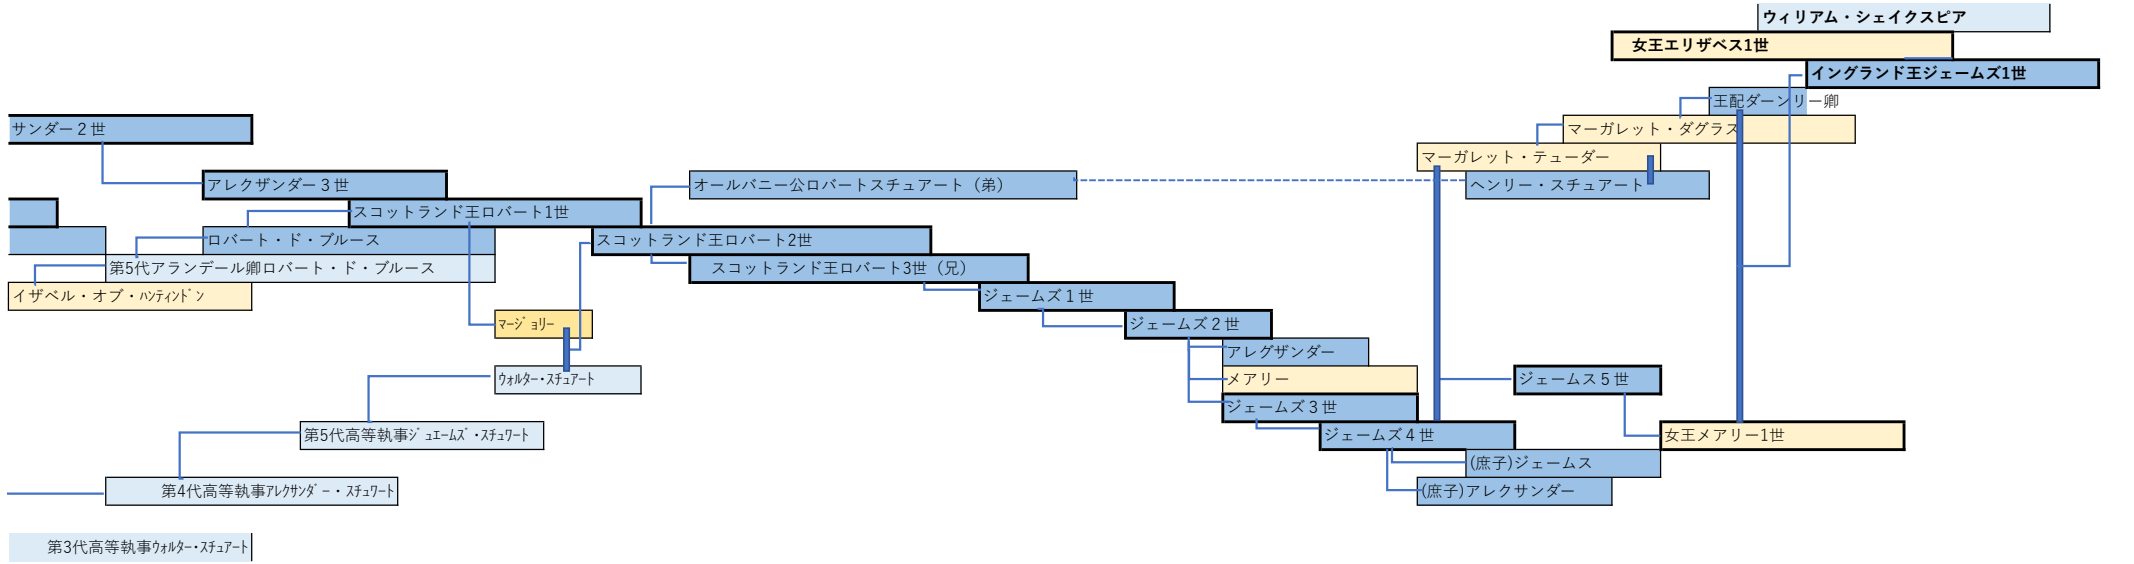 ウィリアム・シェイクスピア
女王エリザベス1世
イングランド王ジェームズ1世
王配ダーンリー卿
サンダー２世
マーガレット・ダグラス
マーガレット・テューダー
アレクザンダー３世
オールバニー公ロバートスチュアート（弟）
ヘンリー・スチュアート
スコットランド王ロバート1世
ロバート・ド・ブルース
スコットランド王ロバート2世
第5代アランデール卿ロバート・ド・ブルース
スコットランド王ロバート3世（兄）
イザベル・オブ・ﾊﾝﾃｨﾝﾄﾞﾝ
ジェームズ１世
ﾏｰｼﾞｮﾘｰ
ジェームズ２世
アレグザンダー
ｳｫﾙﾀｰ･ｽﾁｭｱｰﾄ
メアリー
ジェームス５世
ジェームズ３世
第5代高等執事ｼﾞｭｴｰﾑｽﾞ･ｽﾁｭﾜｰﾄ
ジェームズ４世
女王メアリー1世
(庶子)ジェームス
第4代高等執事ｱﾚｸｻﾝﾀﾞｰ・ｽﾁｭﾜｰﾄ
(庶子)アレクサンダー
第3代高等執事ｳｫﾙﾀｰ･ｽﾁｭｱｰﾄ